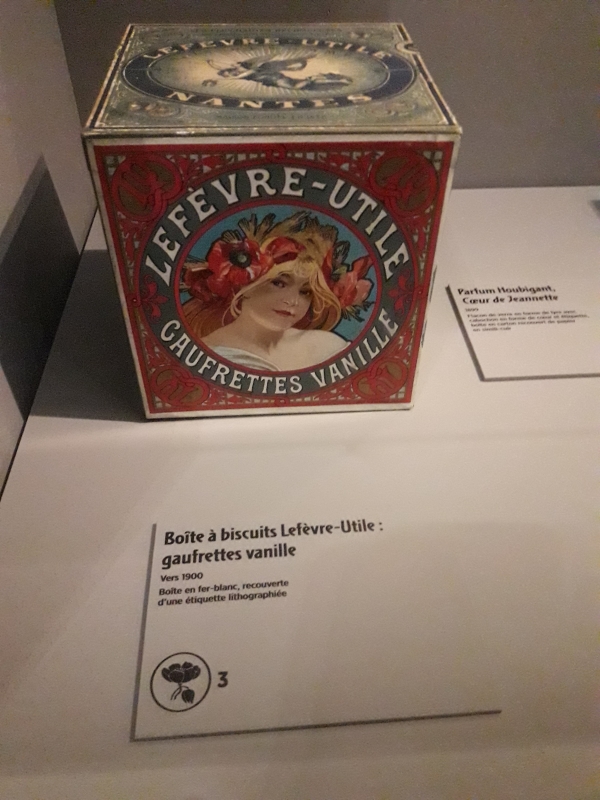 LEFÈVRE-UTILE
NANTES
LEFÈVRE-UTILE
GAUFRETTES VANILLE
Parfum Houbigant,
Cœur de Jeannette
Boîte à biscuits Lefèvre-Utile :
gaufrettes vanille
Vers 1900
Boîte en fer-blanc, recouverte
d'une étiquette lithographiée
3